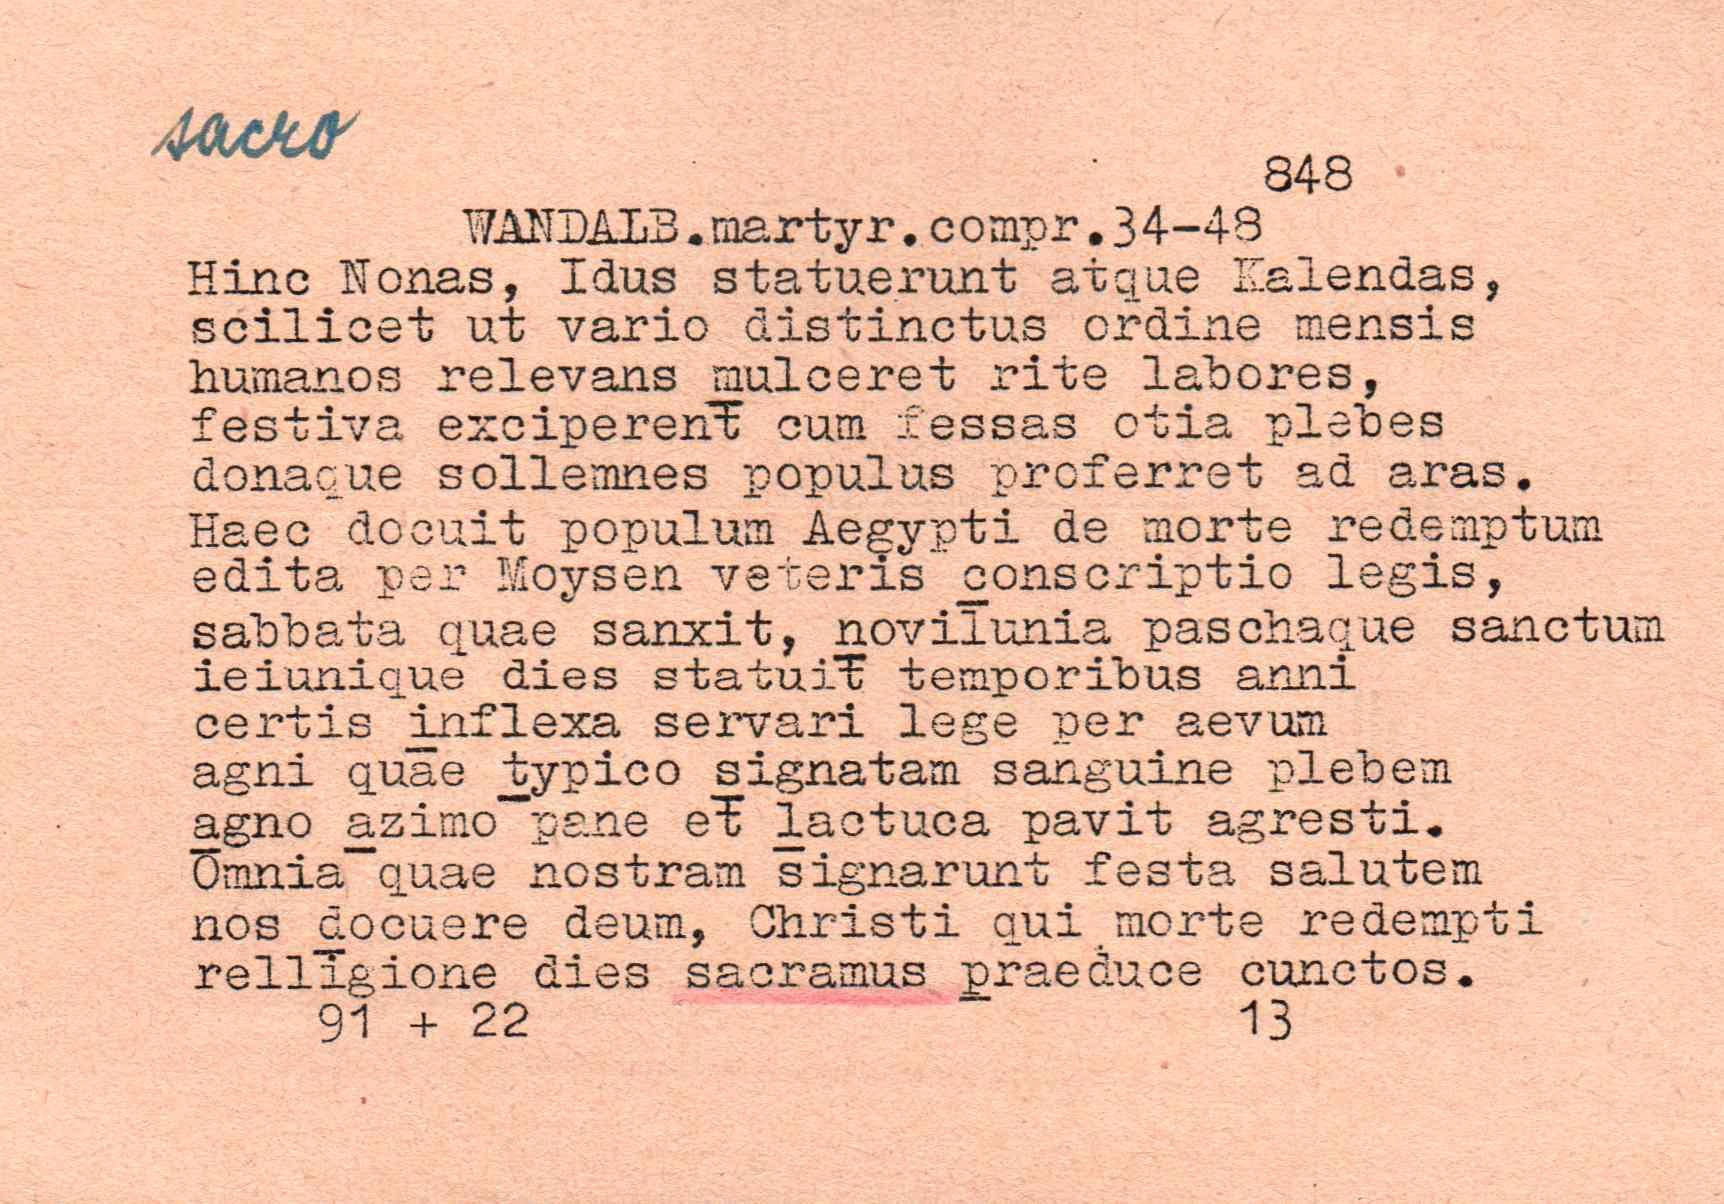 sacro
848
WANDALB.martyr.compr.34-48
Hinc Nonas, Idus statuerunt atque Kalendas,
scilicet ut vario distinctus ordine mensis
humanos relevans mulceret rite labores,
festiva exciperent cum fessas otia plebes
donaque sollemnes populus proferret ad aras.
Haec docuit populum Aegypti de morte redemptum
edita per Moysen veteris conscriptio legis,
sabbata quae sanxit, novilunia paschaque sanctum
ieiunique dies statuit temporibus anni
certis inflexa servari lege per aevum
agni quae typico signatam sanguine plebem
agno azimo pane et lactuca pavit agresti.
Omnia quae nostram signarunt festa salutem
nos docuere deum, Christi qui morte redempti
relligione dies sacramus praeduce cunctos.
91 + 22 13